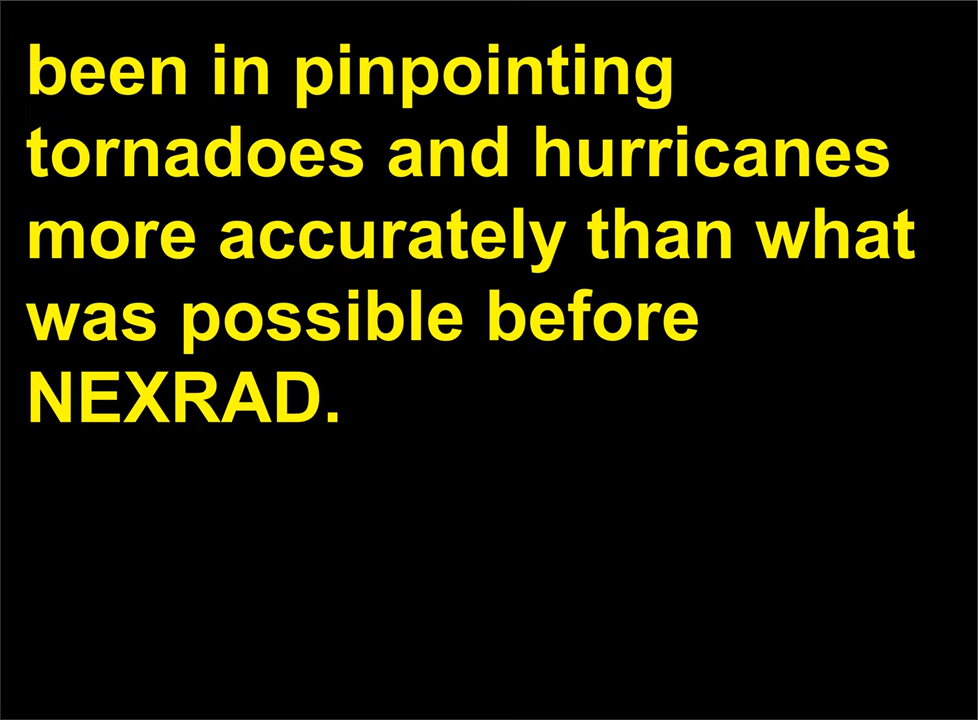 been in pinpointing
tornadoes and hurricanes
more accurately than what
was possible before
NEXRAD.